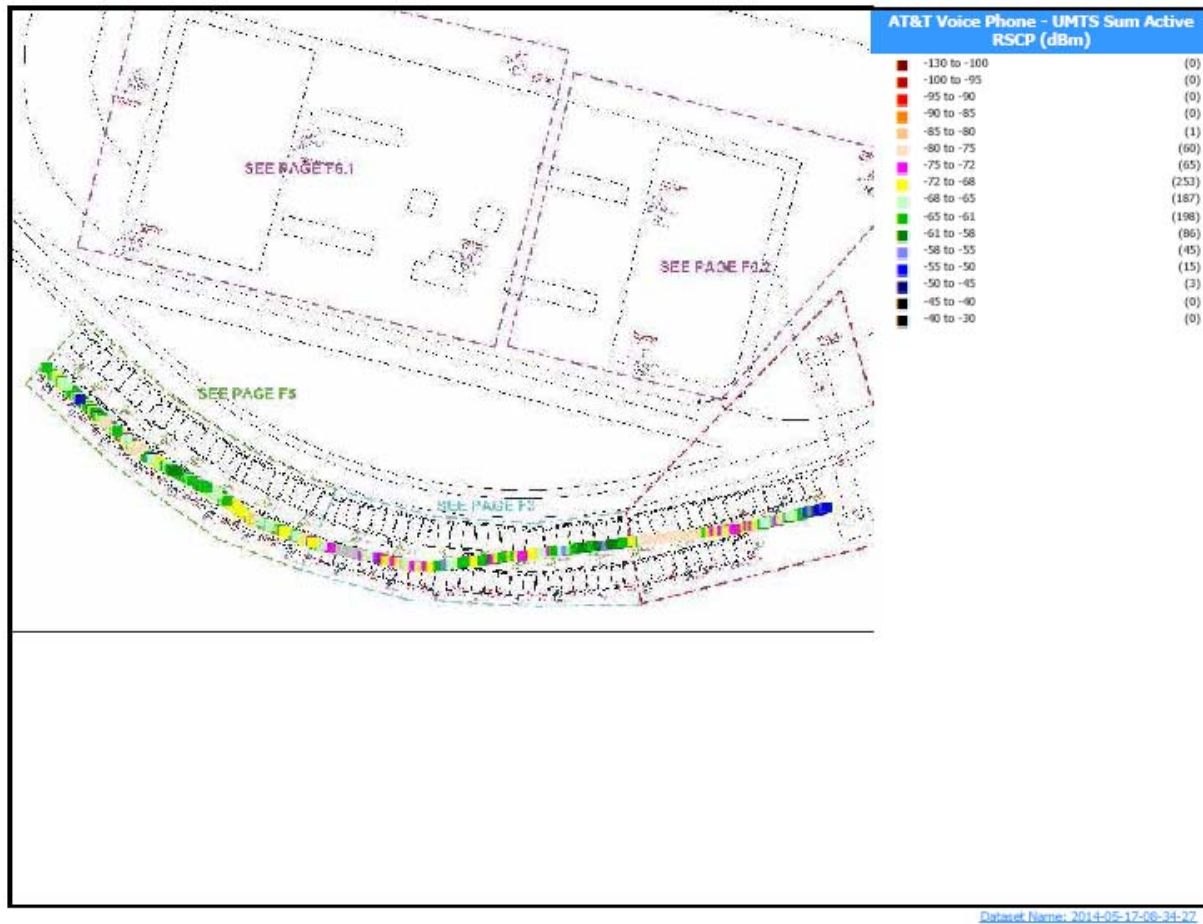 AT&T Voice Phone - UMTS Sum Active
RSCP (dBm)
-130 to -100 (0)
-100 to -95 (0)
-95 to -90 (0)
-90 to -85 (0)
-85 to -80 (1)
-80 to -75 (60)
-75 to -72 (65)
-72 to -68 (253)
-68 to -65 (187)
-65 to -61 (198)
-61 to -58 (86)
-58 to -55 (45)
-55 to -50 (15)
-50 to -45 (3)
-45 to -40 (0)
-40 to -30 (0)
SEE PAGE F6.1
SEE PAGE F6.2
SEE PAGE F5
SEE PAGE
Dataset Name: 2014-05-17-08-34-27